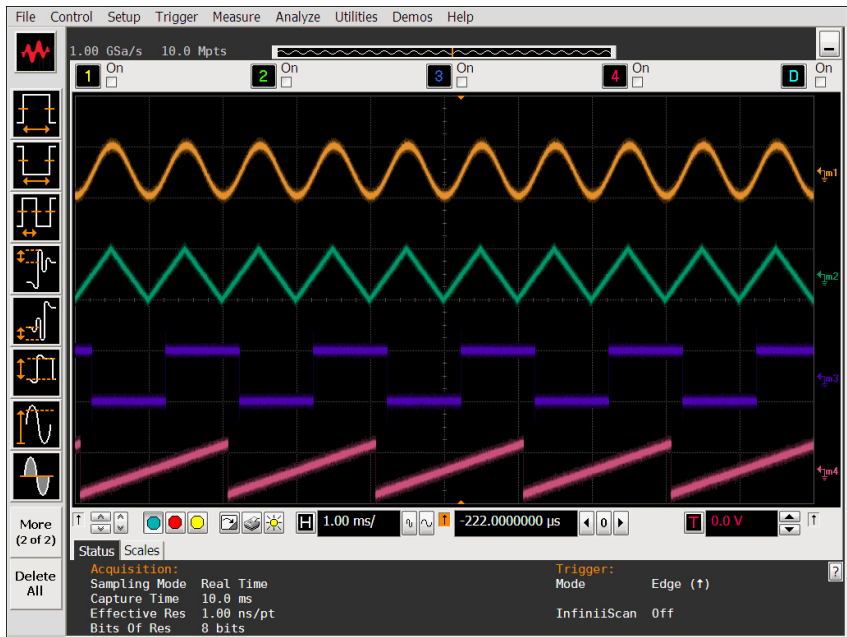 File Control Setup Trigger Measure Analyze Utilities Demos Help
1.00 GSa/s 10.0 Mpts
1 On 2 On 3 On 4 On D On
m1
m2
m3
m4
More
(2 of 2)
Delete
All
H 1.00 ms/ -222.0000000 µs 0 T 0.0 V
Status Scales
Acquisition: Trigger:
Sampling Mode Real Time Mode Edge (↑)
Capture Time 10.0 ms
Effective Res 1.00 ns/pt InfiniiScan Off
Bits Of Res 8 bits
?